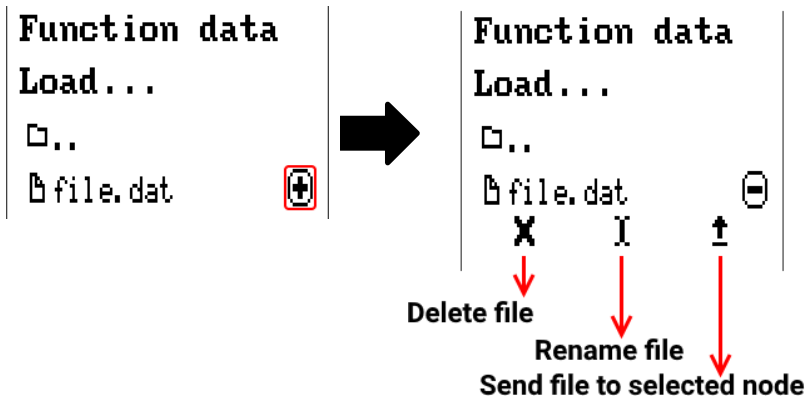 Function data
Load...
..
file.dat
Function data
Load...
..
file.dat
Delete file
Rename file
Send file to selected node